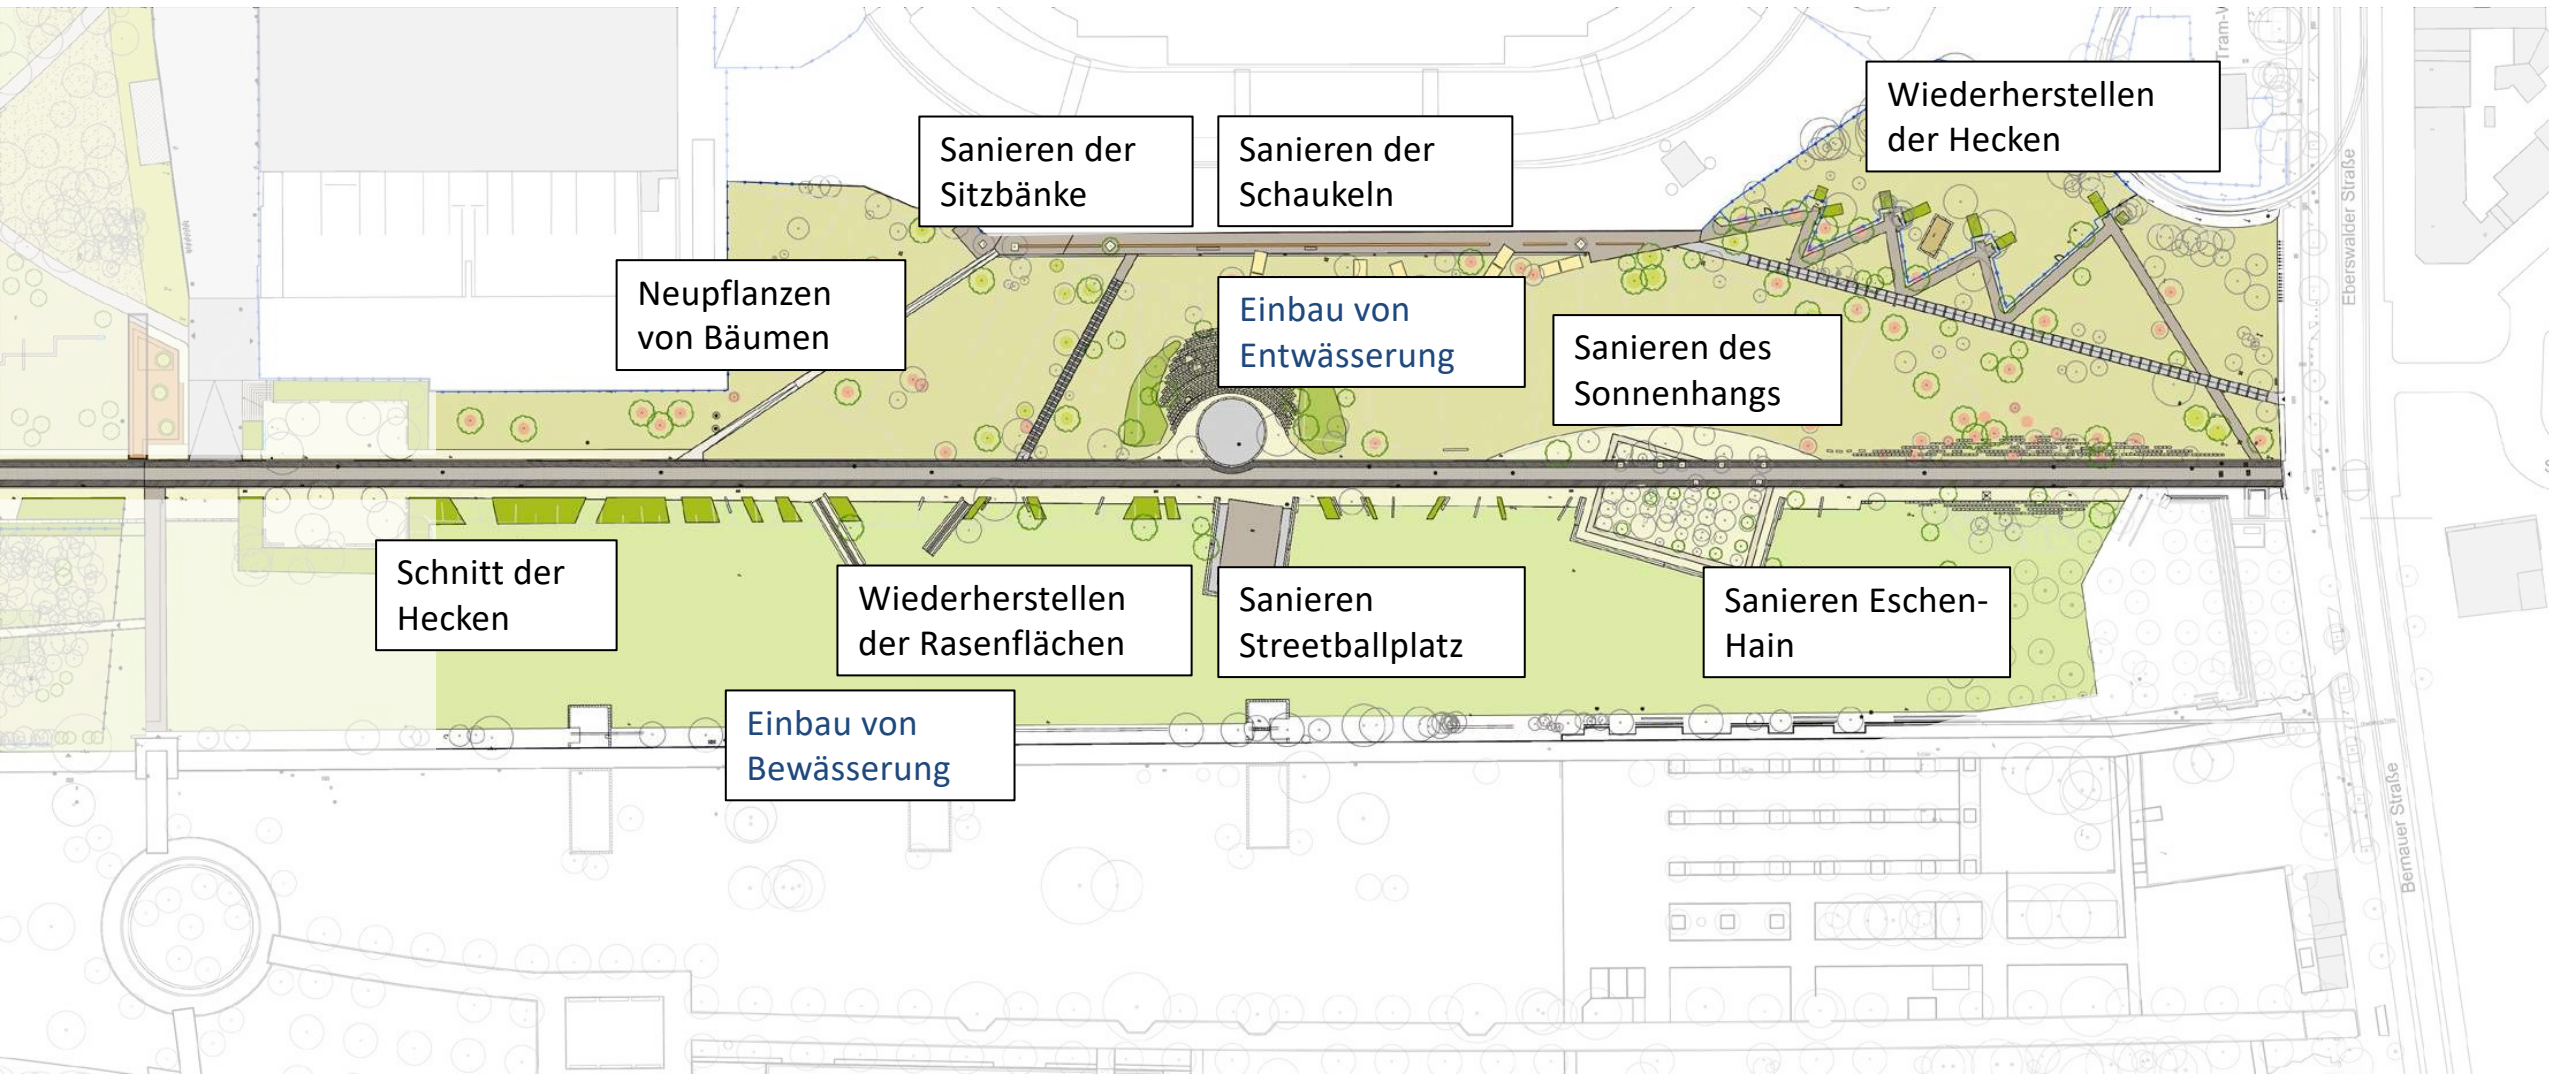 Tram-W
Wiederherstellen
der Hecken
Sanieren der
Sitzbänke
Sanieren der
Schaukeln
Eberswalder Straße
Neupflanzen
von Bäumen
Einbau von
Entwässerung
Sanieren des
Sonnenhangs
Schnitt der
Hecken
Wiederherstellen
der Rasenflächen
Sanieren
Streetballplatz
Sanieren Eschen-
Hain
Einbau von
Bewässerung
Bernauer Straße